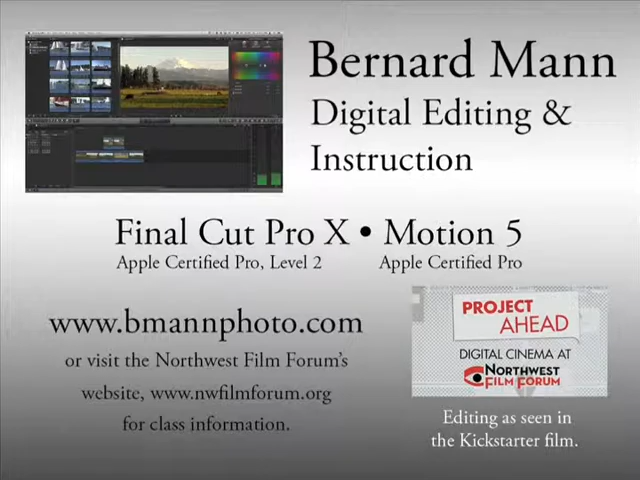 Bernard Mann
Digital Editing &
Instruction
Final Cut Pro X • Motion 5
Apple Certified Pro, Level 2 Apple Certified Pro
www.bmannphoto.com
or visit the Northwest Film Forum's
website, www.nwfilmforum.org
for class information.
PROJECT
AHEAD
DIGITAL CINEMA AT
NORTHWEST
FILM FORUM
Editing as seen in
the Kickstarter film.